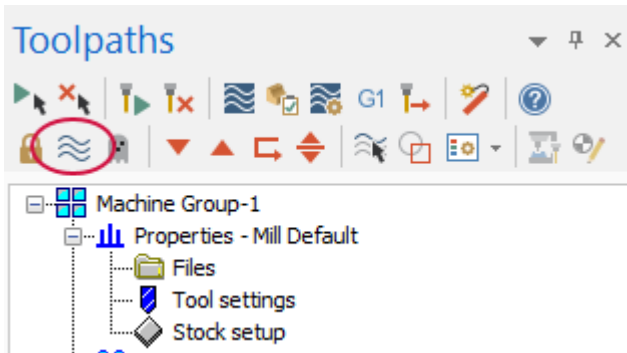 Toolpaths
G1
Machine Group-1
Properties - Mill Default
Files
Tool settings
Stock setup